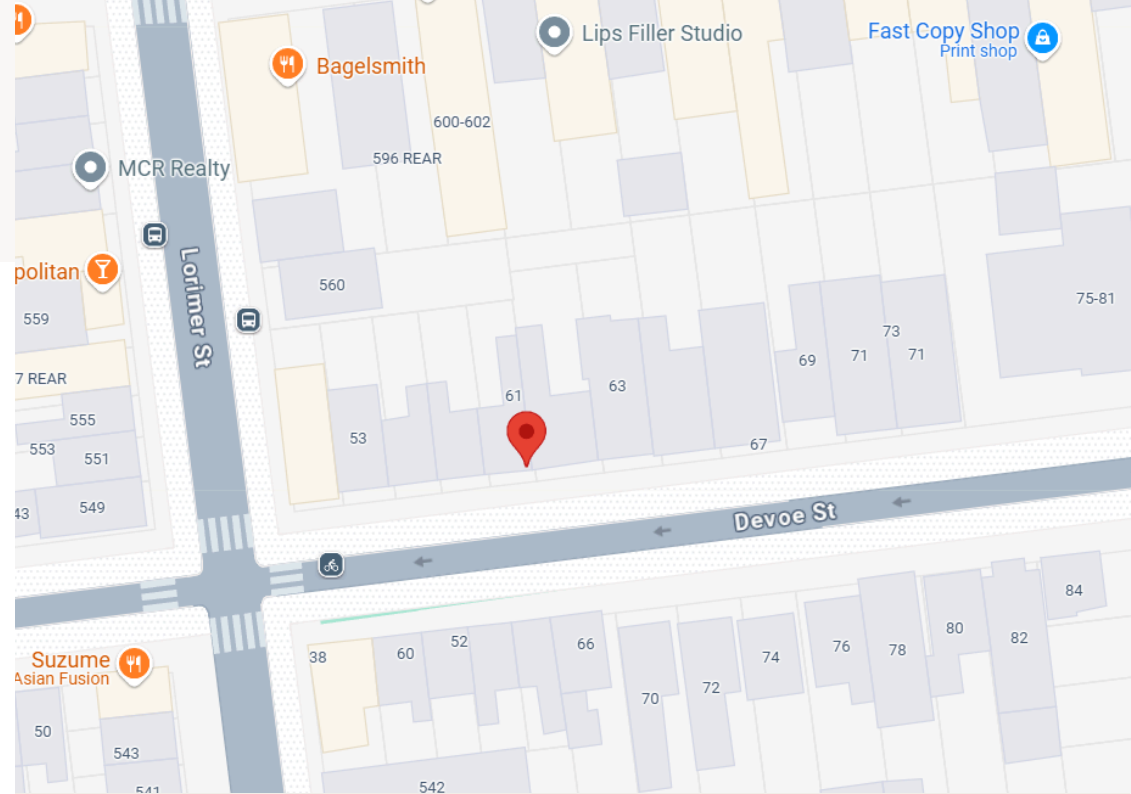 Lips Filler Studio
Fast Copy Shop
Print shop
Bagelsmith
600-602
596 REAR
MCR Realty
politan
Lorimer St
560
559
75-81
73
69
71
71
7 REAR
61
63
555
53
553
551
67
43
549
Devoe St
84
80
38
60
52
66
76
78
82
Suzume
Asian Fusion
74
72
70
50
543
542
541